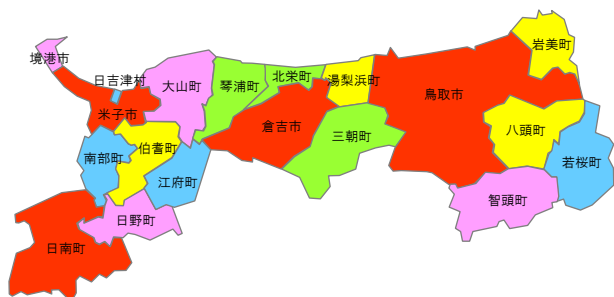 岩美町
境港市
日吉津村
大山町
琴浦町
北栄町
湯梨浜町
鳥取市
米子市
倉吉市
三朝町
八頭町
南部町
伯耆町
江府町
若桜町
智頭町
日野町
日南町